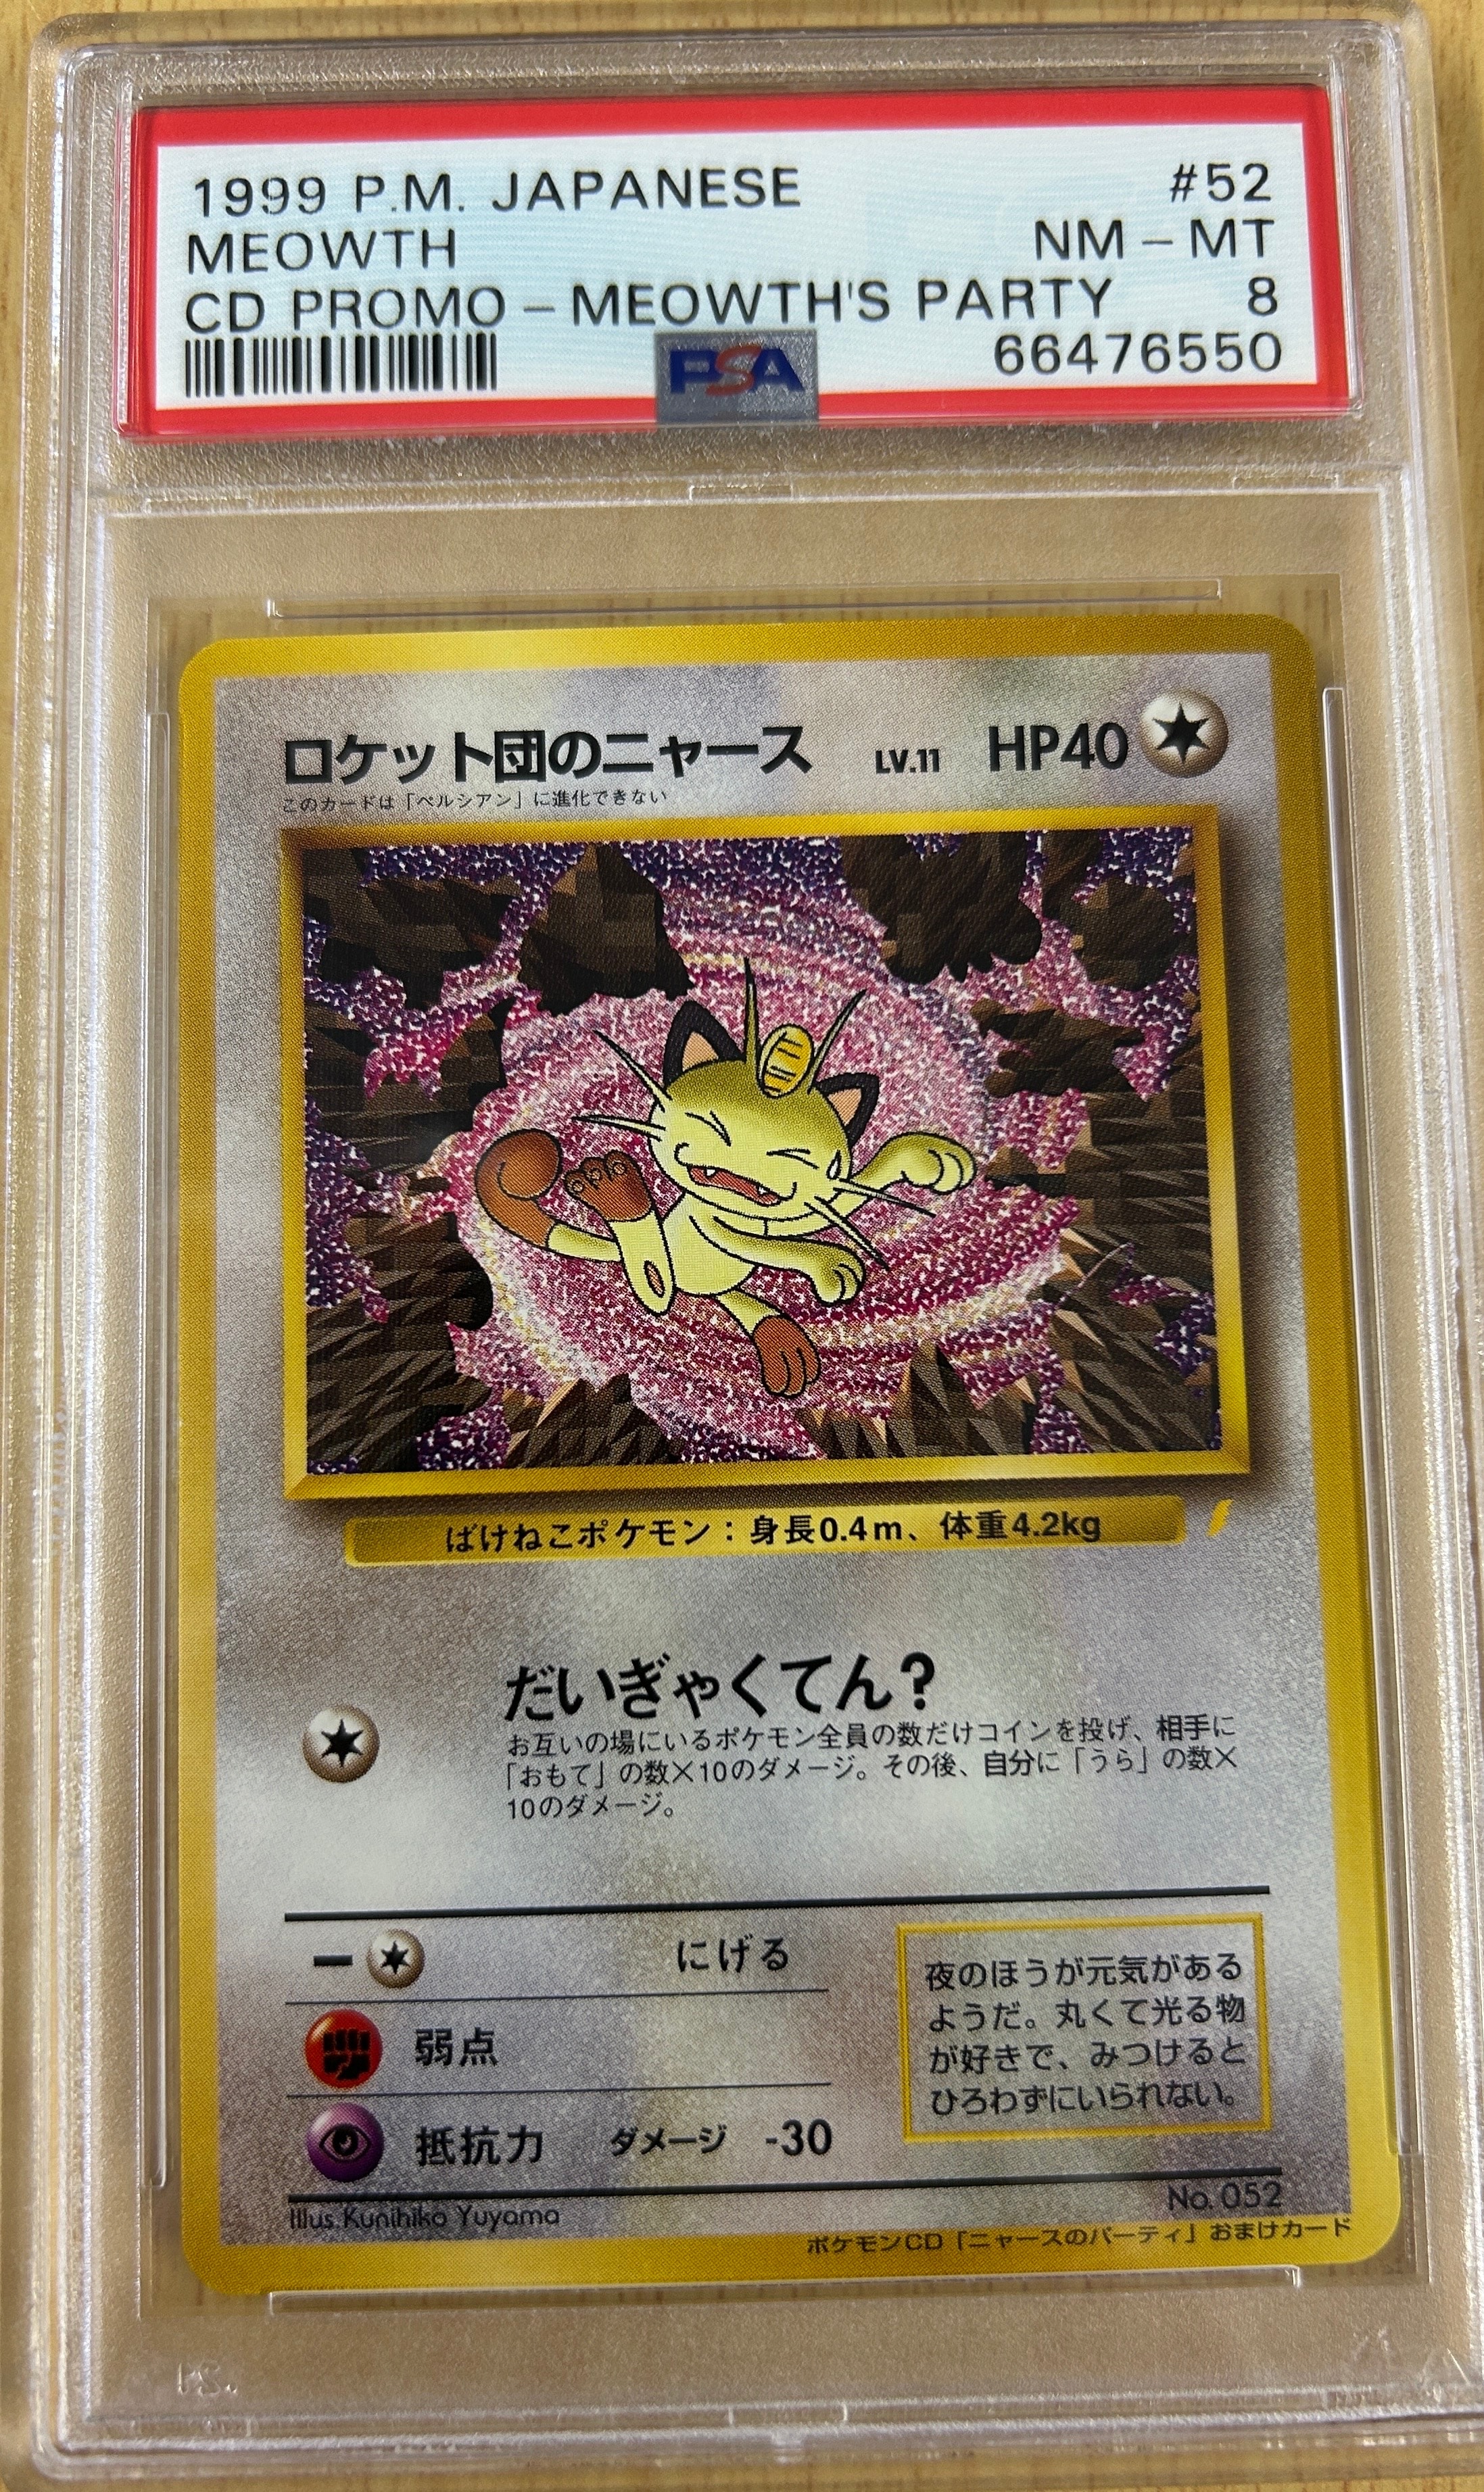 1999 P.M. JAPANESE #52
MEOWTH NM - MT
CD PROMO - MEOWTH'S PARTY 8
66476550
PSA
ロケット団のニャース LV.11 HP40
このカードは「ペルシアン」に進化できない
ばけねこポケモン：身長0.4m、体重4.2kg
だいぎゃくてん？
お互いの場にいるポケモン全員の数だけコインを投げ、相手に
「おもて」の数×10のダメージ。その後、自分に「うら」の数×
10のダメージ。
にげる
弱点
抵抗力 ダメージ -30
夜のほうが元気がある
ようだ。丸くて光る物
が好きで、みつけると
ひろわずにいられない。
Illus. Kunihiko Yuyama No. 052
ポケモンCD「ニャースのパーティ」おまけカード